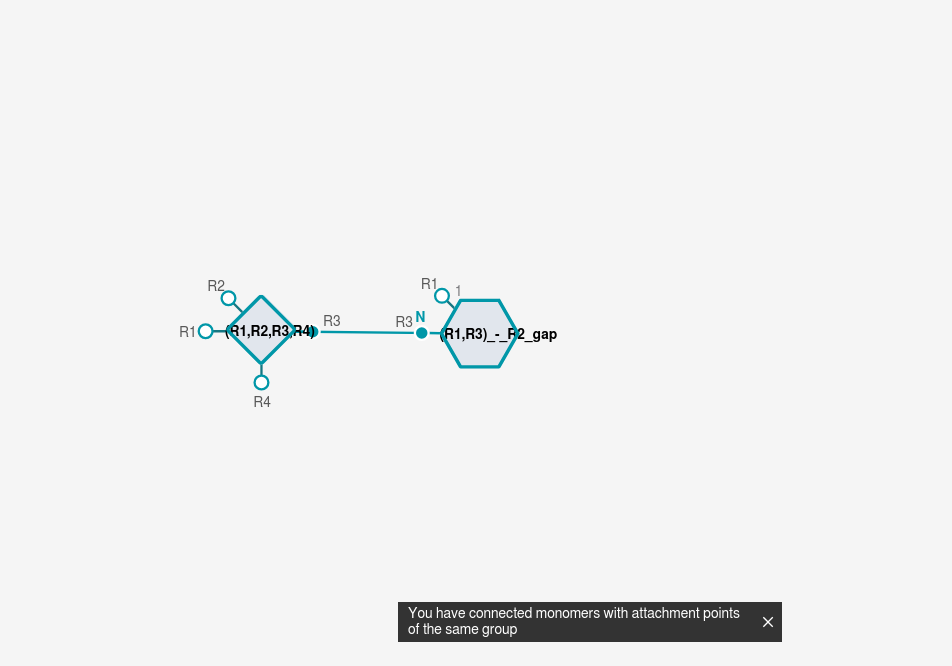 R2
R1
(R1,R2,R3,R4)
R3
R4
R1
1
R3
N
(R1,R3)_-_R2_gap
You have connected monomers with attachment points
of the same group